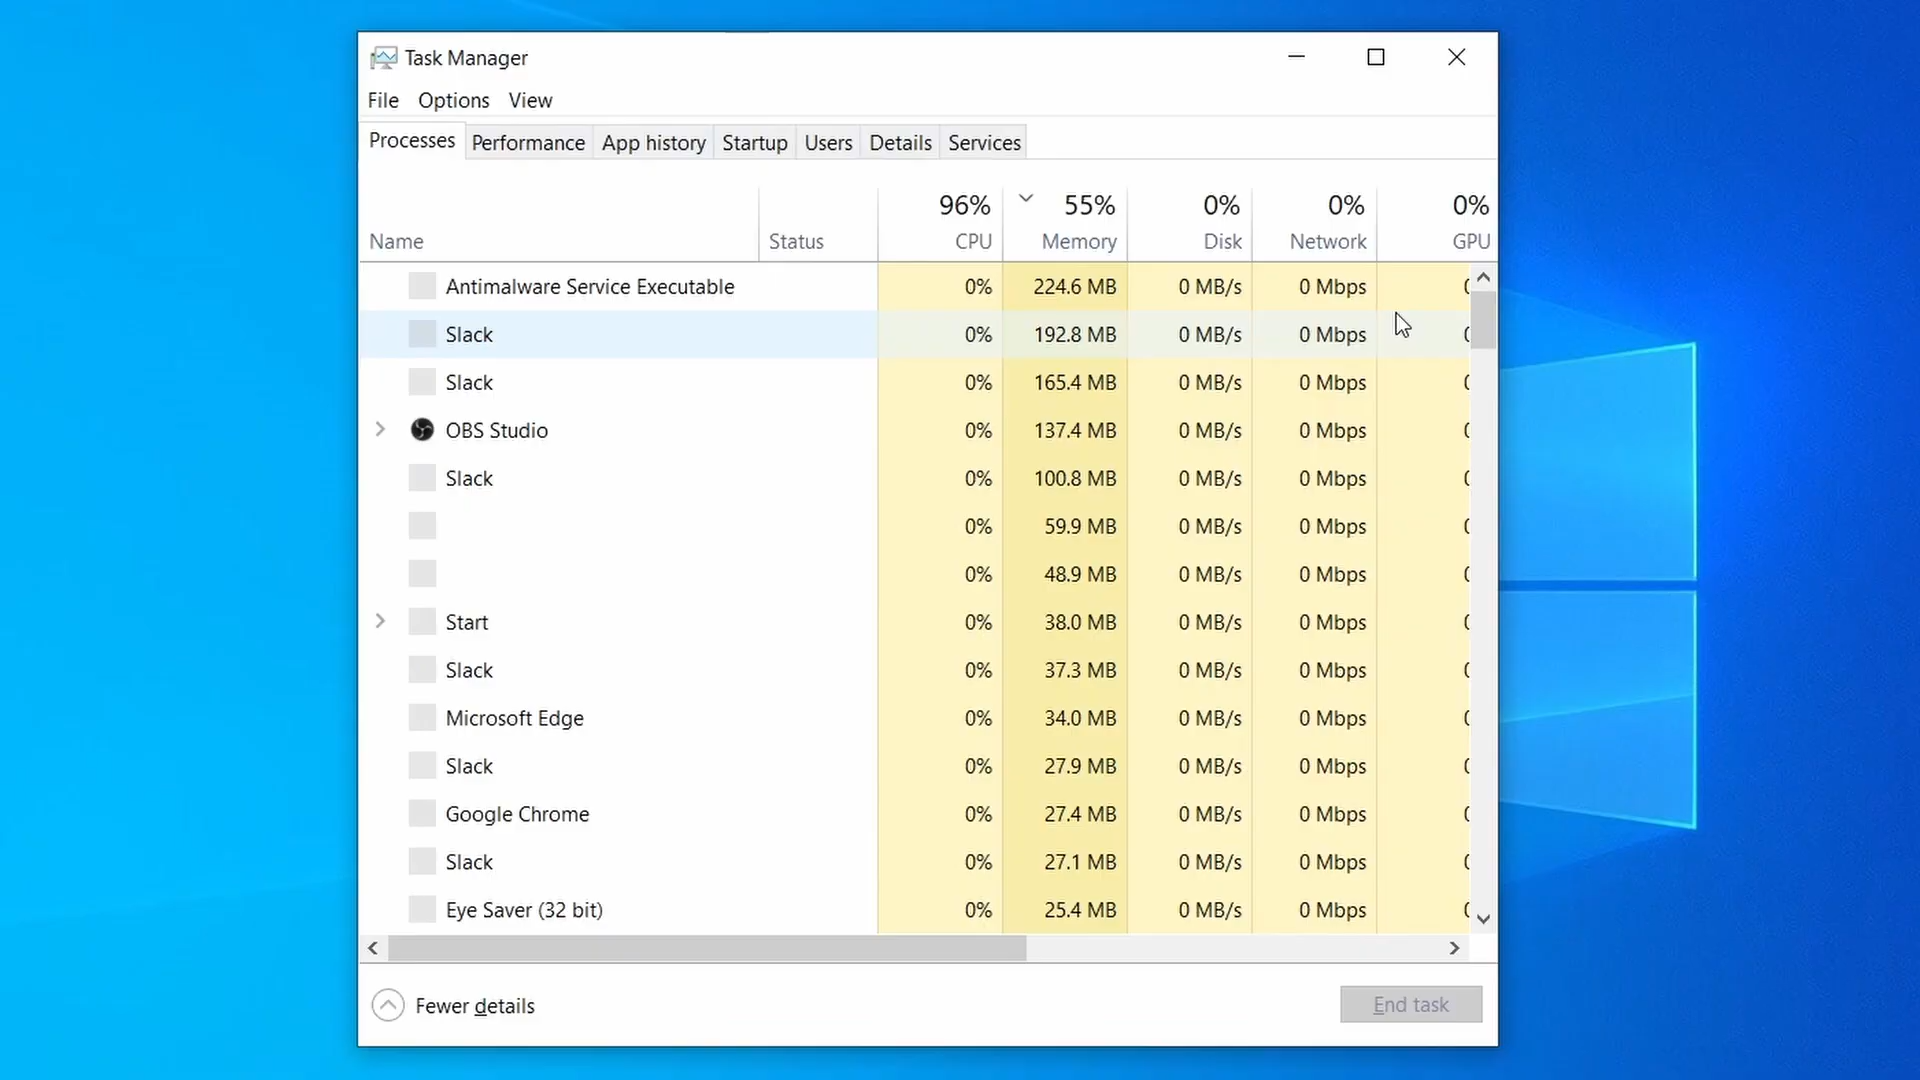 Task Manager
File Options View
Processes Performance App history Startup Users Details Services
96% 55% 0% 0% 0%
Name Status CPU Memory Disk Network GPU
Antimalware Service Executable 0% 224.6 MB 0 MB/s 0 Mbps
Slack 0% 192.8 MB 0 MB/s 0 Mbps
Slack 0% 165.4 MB 0 MB/s 0 Mbps
OBS Studio 0% 137.4 MB 0 MB/s 0 Mbps
Slack 0% 100.8 MB 0 MB/s 0 Mbps
0% 59.9 MB 0 MB/s 0 Mbps
0% 48.9 MB 0 MB/s 0 Mbps
Start 0% 38.0 MB 0 MB/s 0 Mbps
Slack 0% 37.3 MB 0 MB/s 0 Mbps
Microsoft Edge 0% 34.0 MB 0 MB/s 0 Mbps
Slack 0% 27.9 MB 0 MB/s 0 Mbps
Google Chrome 0% 27.4 MB 0 MB/s 0 Mbps
Slack 0% 27.1 MB 0 MB/s 0 Mbps
Eye Saver (32 bit) 0% 25.4 MB 0 MB/s 0 Mbps
Fewer details End task